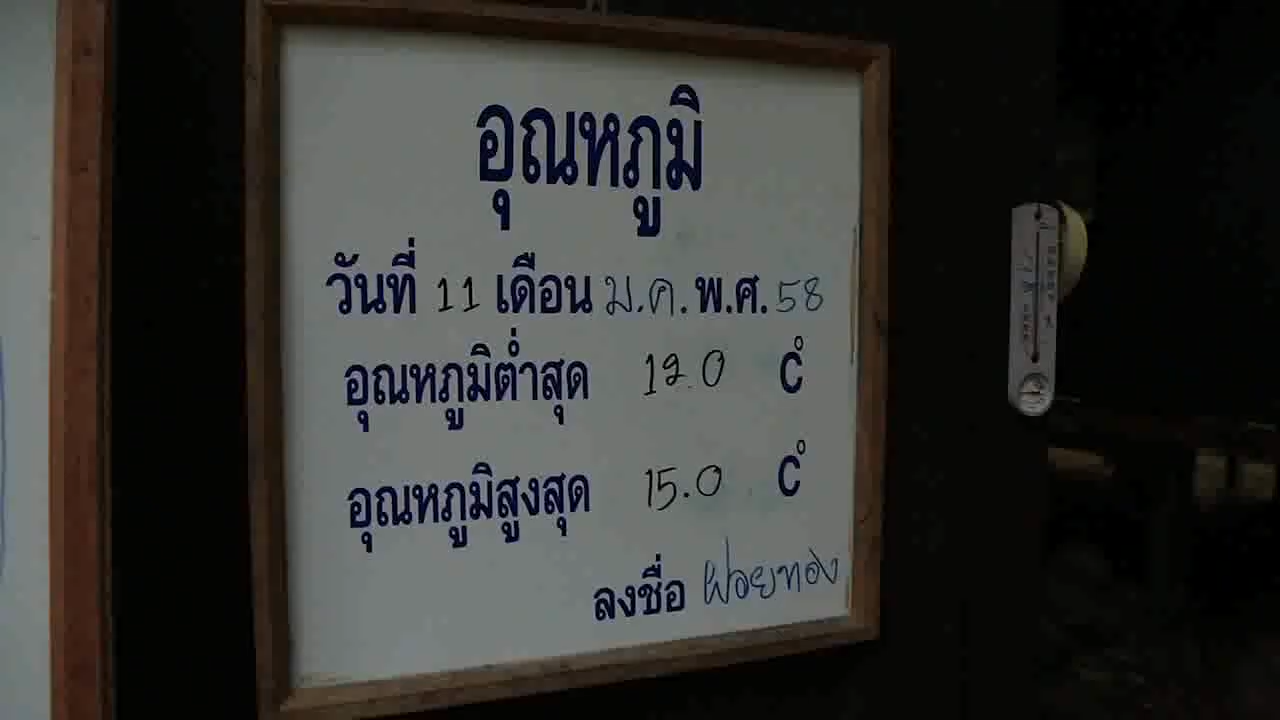 อุณหภูมิ
วันที่ 11 เดือน ม.ค. พ.ศ. 58
อุณหภูมิต่ำสุด 12.0 C°
อุณหภูมิสูงสุด 15.0 C°
ลงชื่อ ฝอยทอง